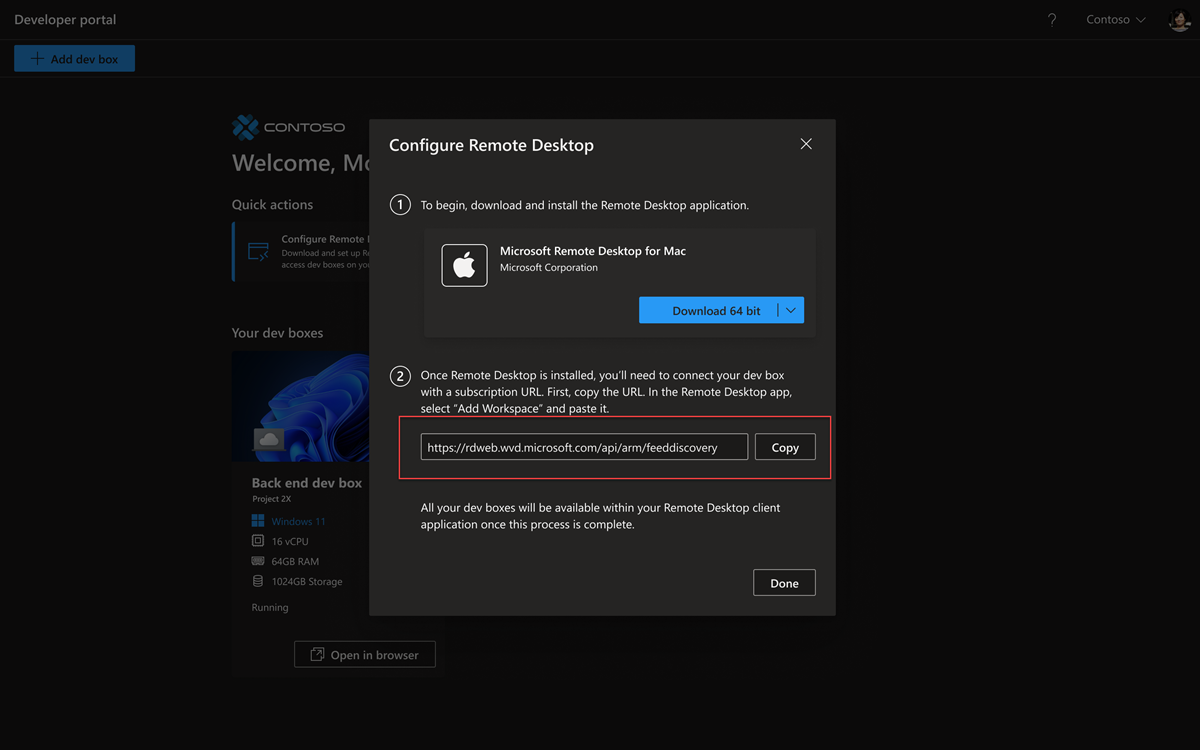 Developer portal
?
Contoso
Add dev box
CONTOSO
Welcome,
Quick actions
Configure Remote
Download and set up
access dev boxes on
Your dev boxes
Back end dev box
Project 2X
Windows 11
16 vCPU
64GB RAM
1024GB Storage
Running
Open in browser
Configure Remote Desktop
1
To begin, download and install the Remote Desktop application.
Microsoft Remote Desktop for Mac
Microsoft Corporation
Download 64 bit
2
Once Remote Desktop is installed, you'll need to connect your dev box
with a subscription URL. First, copy the URL. In the Remote Desktop app,
select “Add Workspace” and paste it.
https://rdweb.wvd.microsoft.com/api/arm/feeddiscovery
Copy
All your dev boxes will be available within your Remote Desktop client
application once this process is complete.
Done